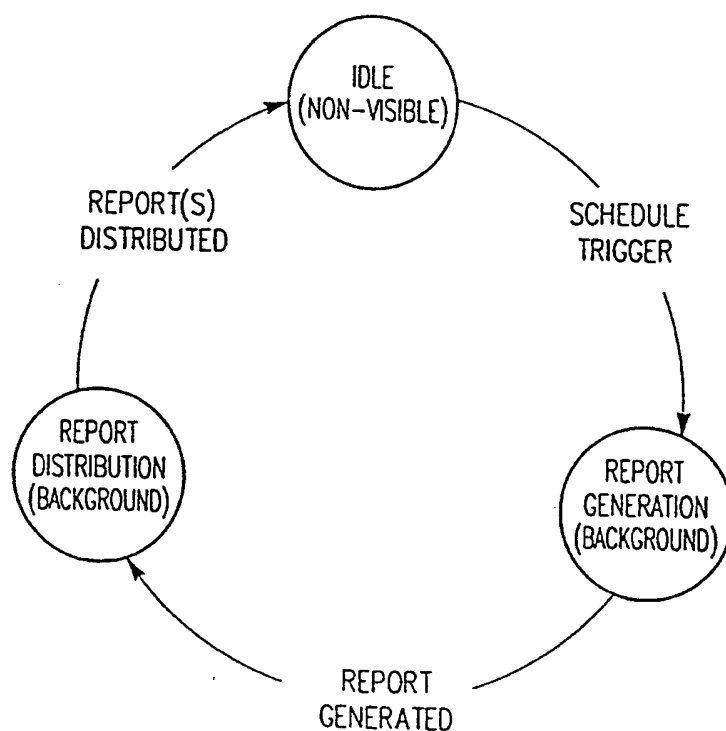 IDLE
(NON-VISIBLE)
SCHEDULE
TRIGGER
REPORT
GENERATION
(BACKGROUND)
REPORT
GENERATED
REPORT
DISTRIBUTION
(BACKGROUND)
REPORT(S)
DISTRIBUTED